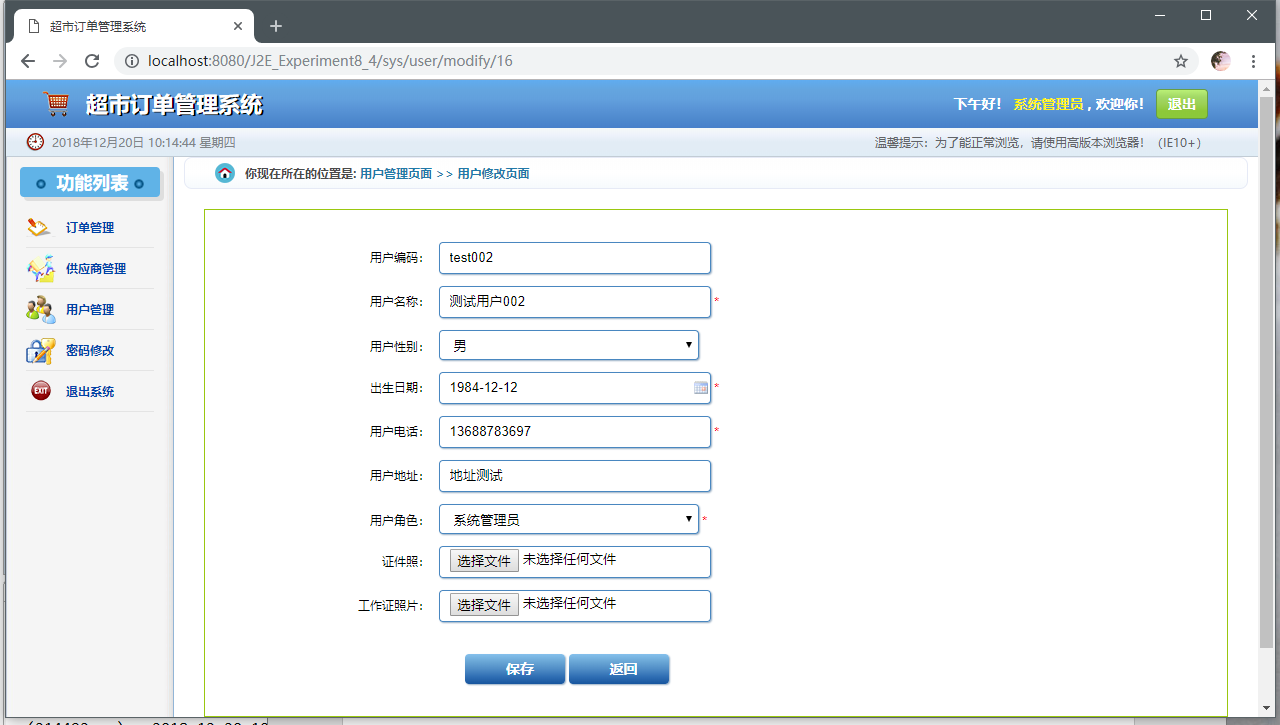 超市订单管理系统
localhost:8080/J2E_Experiment8_4/sys/user/modify/16
超市订单管理系统
下午好！ 系统管理员 , 欢迎你！ 退出
2018年12月20日 10:14:44 星期四
温馨提示：为了能正常浏览，请使用高版本浏览器！ (IE10+)
功能列表
你现在所在的位置是: 用户管理页面 >> 用户修改页面
订单管理
供应商管理
用户管理
密码修改
EXIT 退出系统
用户编码： test002
用户名称： 测试用户002 *
用户性别： 男
出生日期： 1984-12-12 *
用户电话： 13688783697 *
用户地址： 地址测试
用户角色： 系统管理员 *
证件照： 选择文件 未选择任何文件
工作证照片： 选择文件 未选择任何文件
保存 返回